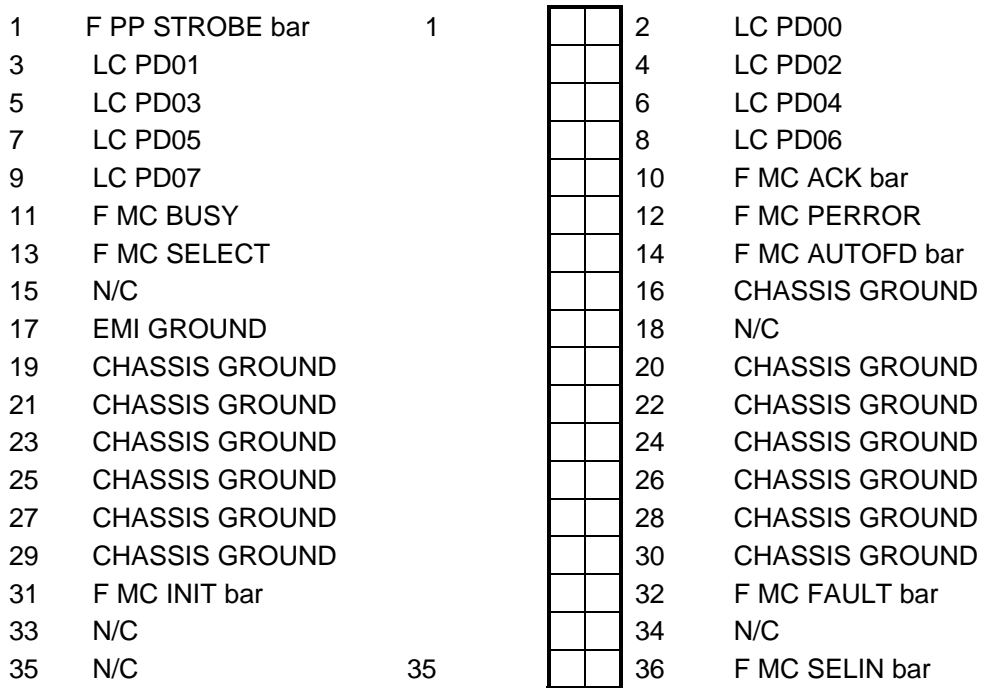 1 F PP STROBE bar 1 2 LC PD00
3 LC PD01 4 LC PD02
5 LC PD03 6 LC PD04
7 LC PD05 8 LC PD06
9 LC PD07 10 F MC ACK bar
11 F MC BUSY 12 F MC PERROR
13 F MC SELECT 14 F MC AUTOFD bar
15 N/C 16 CHASSIS GROUND
17 EMI GROUND 18 N/C
19 CHASSIS GROUND 20 CHASSIS GROUND
21 CHASSIS GROUND 22 CHASSIS GROUND
23 CHASSIS GROUND 24 CHASSIS GROUND
25 CHASSIS GROUND 26 CHASSIS GROUND
27 CHASSIS GROUND 28 CHASSIS GROUND
29 CHASSIS GROUND 30 CHASSIS GROUND
31 F MC INIT bar 32 F MC FAULT bar
33 N/C 34 N/C
35 N/C 35 36 F MC SELIN bar